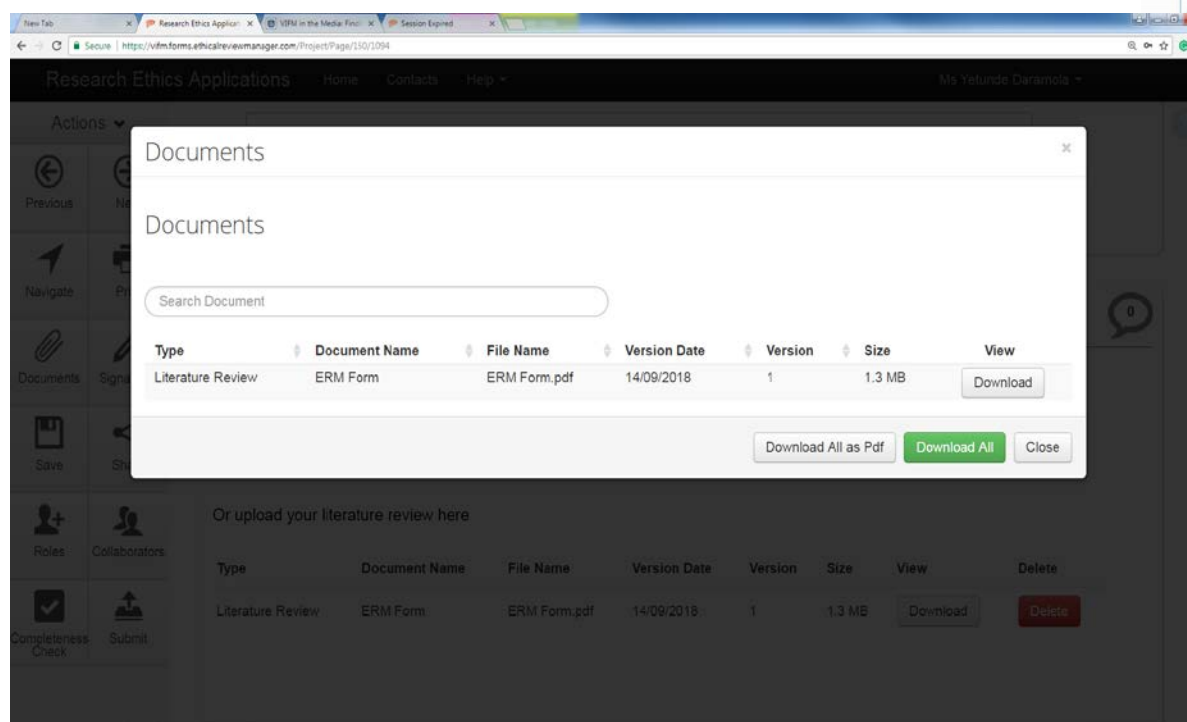 New Tab
Research Ethics Applicat
VIFM in the Media: Findi
Session Expired
Secure | https://vifm.forms.ethicalreviewmanager.com/Project/Page/150/1094
Research Ethics Applications Home Contacts Help Ms Yetunde Daramola
Actions
Documents
Previous
Documents
Navigate
Search Document
0
Type Document Name File Name Version Date Version Size View
Literature Review ERM Form ERM Form.pdf 14/09/2018 1 1.3 MB Download
Documents Signa
Download All as Pdf Download All Close
Save Sha
Or upload your literature review here
Roles Collaborators
Type Document Name File Name Version Date Version Size View Delete
Literature Review ERM Form ERM Form.pdf 14/09/2018 1 1.3 MB Download Delete
Completeness Check Submit